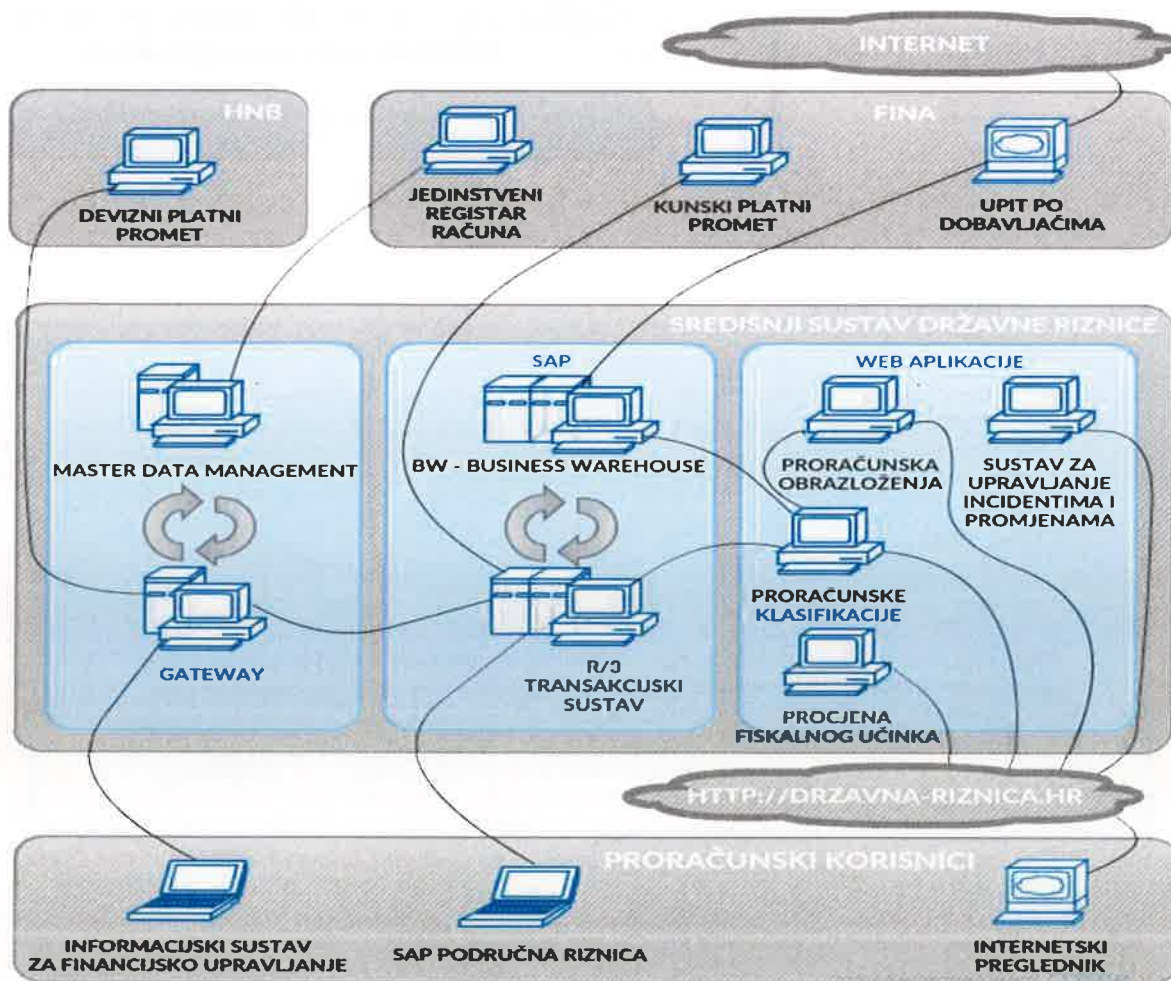 INTERNET
HNB
FINA
DEVIZNI PLATNI
PROMET
JEDINSTVENI
REGISTAR
RAČUNA
KUNSKI PLATNI
PROMET
UPIT PO
DOBAVLJAČIMA
SREDIŠNJI SUSTAV DRŽAVNE RIZNICE
SAP
WEB APLIKACIJE
MASTER DATA MANAGEMENT
BW - BUSINESS WAREHOUSE
PRORAČUNSKA
OBRAZLOŽENJA
SUSTAV ZA
UPRAVLJANJE
INCIDENTIMA I
PROMJENAMA
PRORAČUNSKE
KLASIFIKACIJE
GATEWAY
R/3
TRANSAKCIJSKI
SUSTAV
PROCJENA
FISKALNOG UČINKA
HTTP://DRZAVNA-RIZNICA.HR
PRORAČUNSKI KORISNICI
INFORMACIJSKI SUSTAV
ZA FINANCIJSKO UPRAVLJANJE
SAP PODRUČNA RIZNICA
INTERNETSKI
PREGLEDNIK